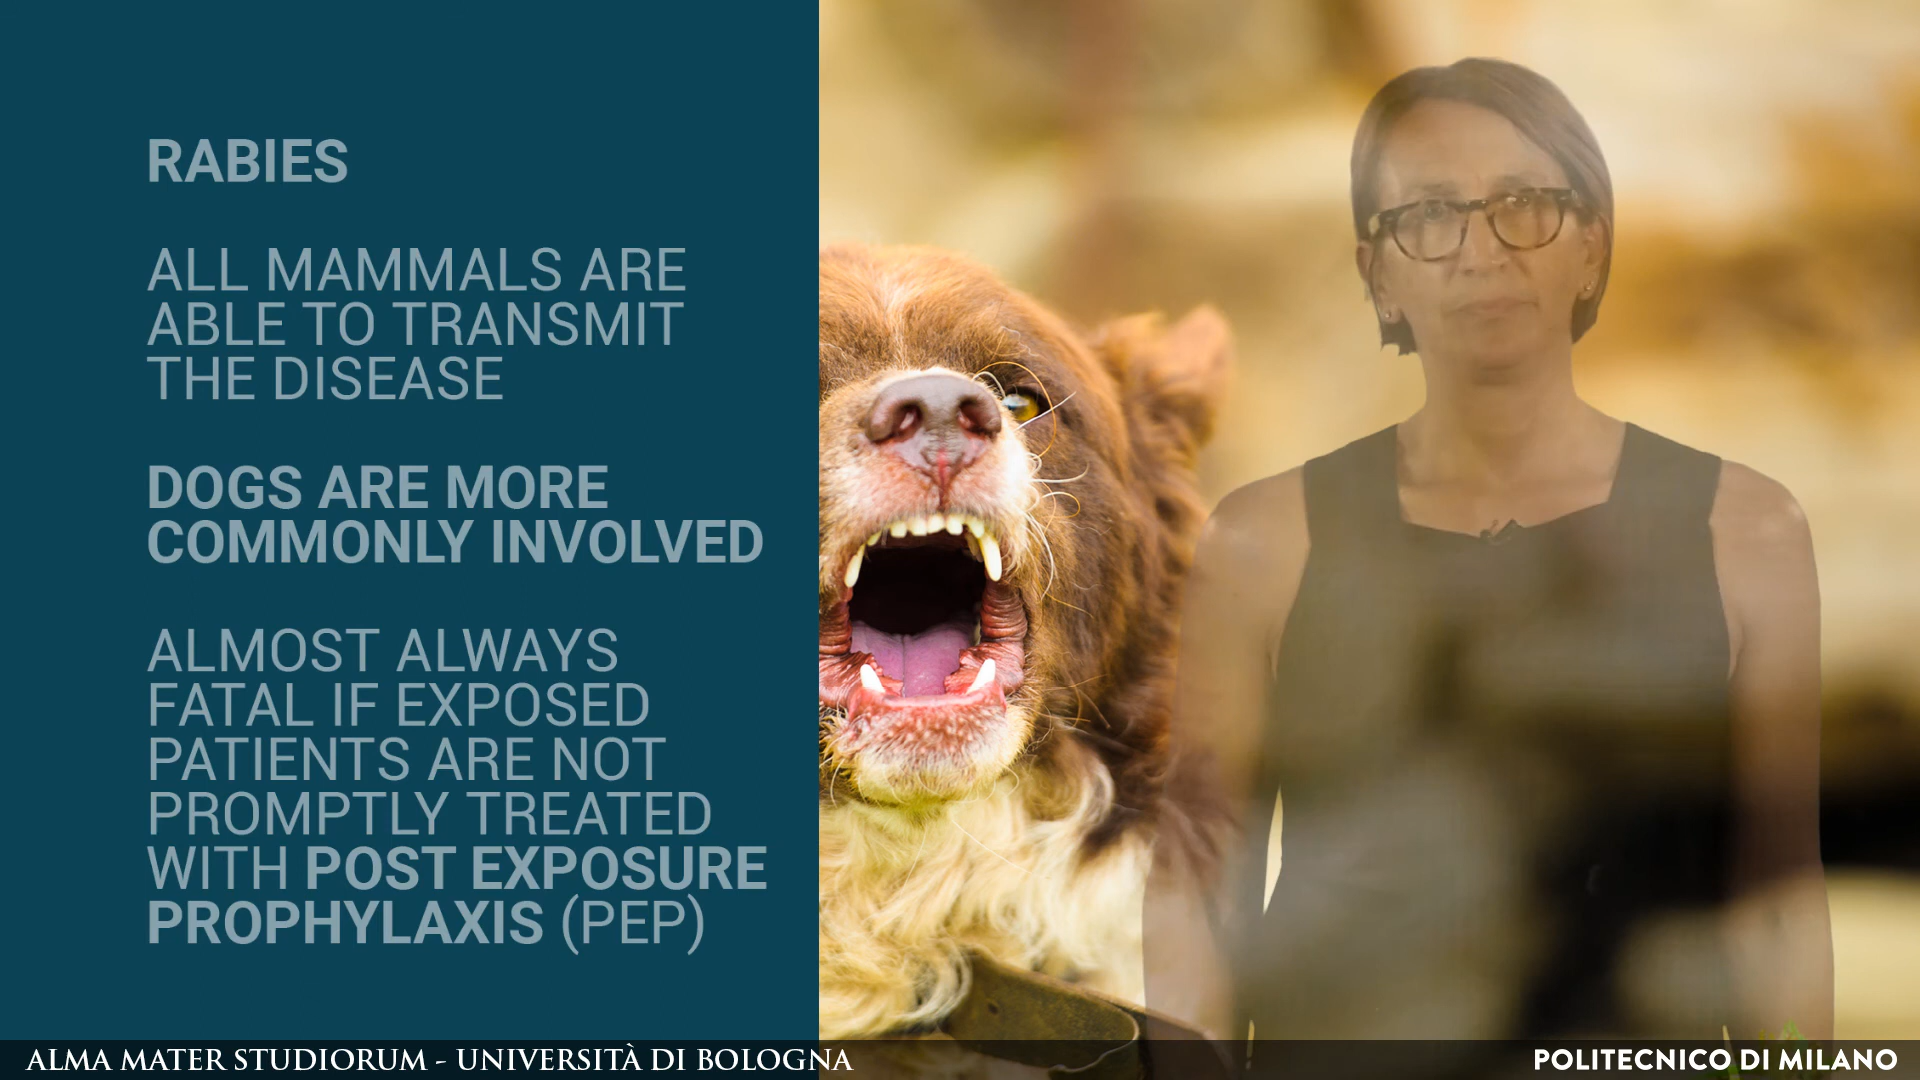 RABIES
ALL MAMMALS ARE
ABLE TO TRANSMIT
THE DISEASE
DOGS ARE MORE
COMMONLY INVOLVED
ALMOST ALWAYS
FATAL IF EXPOSED
PATIENTS ARE NOT
PROMPTLY TREATED
WITH POST EXPOSURE
PROPHYLAXIS (PEP)
ALMA MATER STUDIORUM - UNIVERSITÀ DI BOLOGNA
POLITECNICO DI MILANO